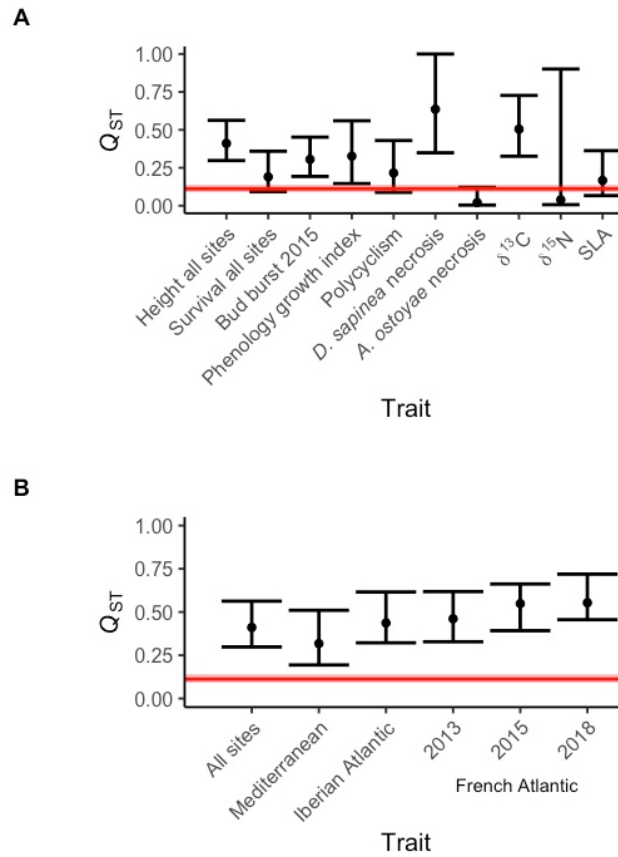 A
1.00
0.75
0.50
0.25
0.00
QST
Height all sites
Survival all sites
Bud burst 2015
Phenology growth index
Polycyclism
D. sapinea necrosis
A. ostoyae necrosis
δ13C
δ15N
SLA
Trait
B
1.00
0.75
0.50
0.25
0.00
QST
All sites
Mediterranean
Iberian Atlantic
2013
2015
2018
French Atlantic
Trait